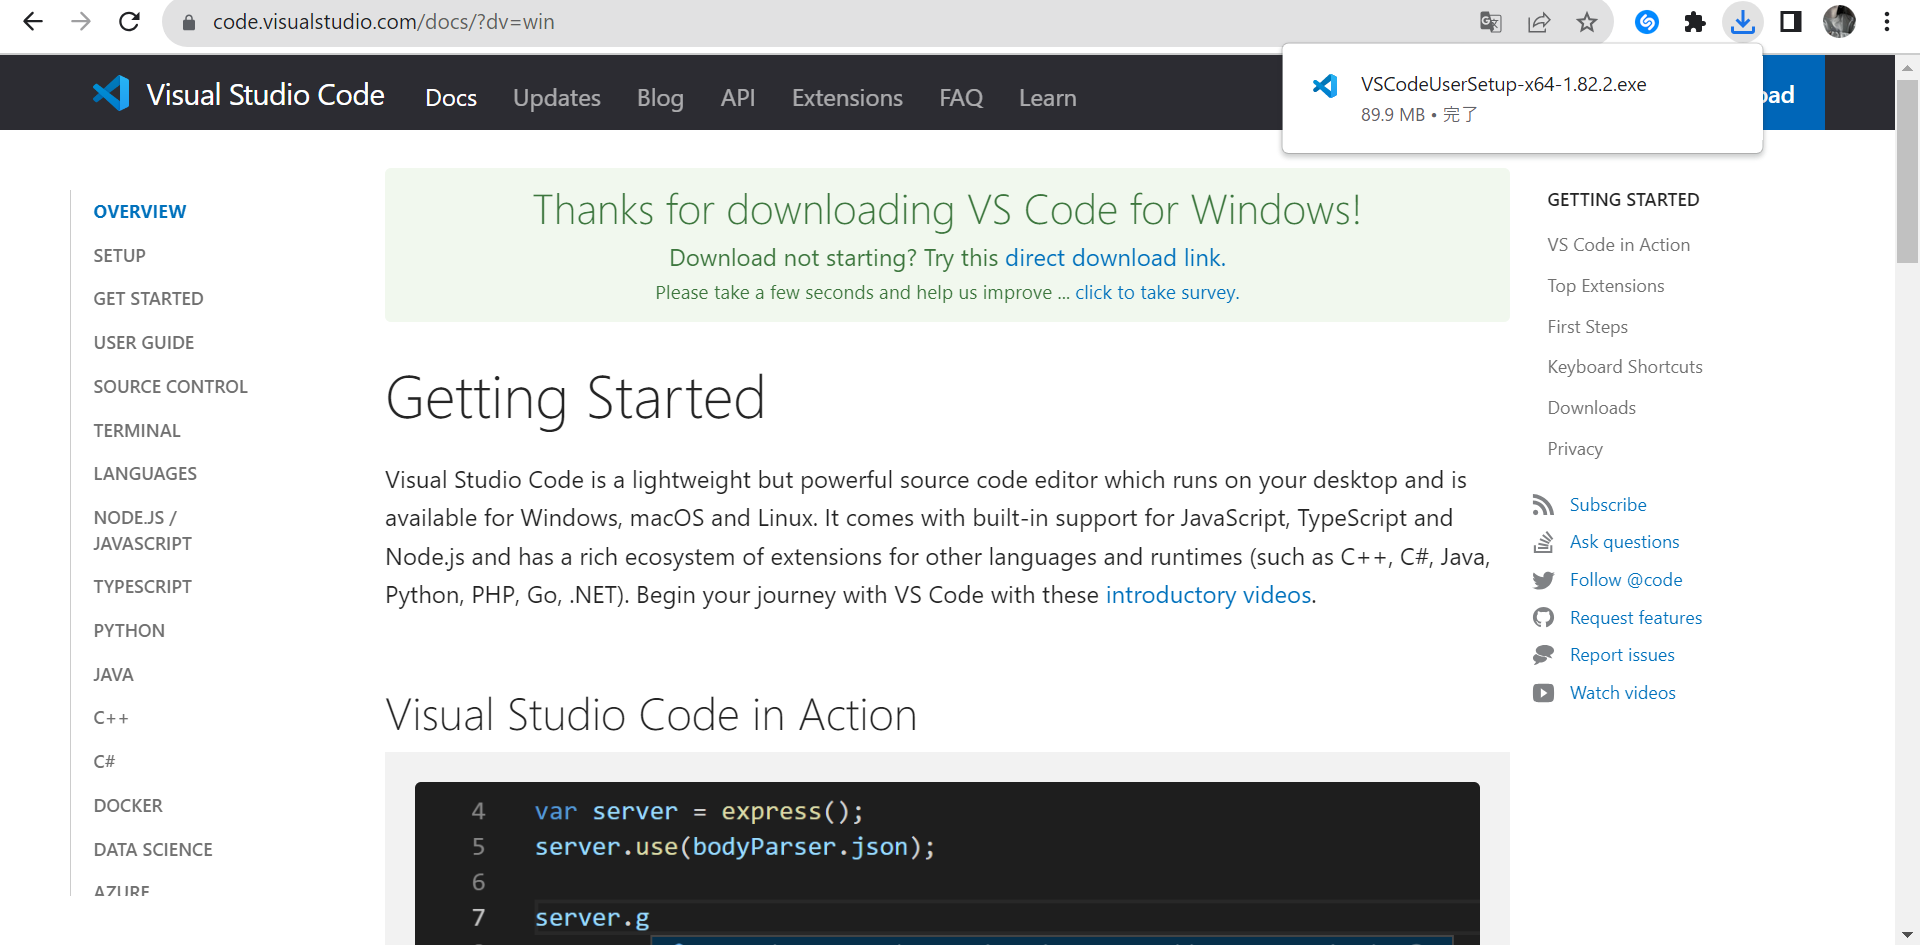 code.visualstudio.com/docs/?dv=win
VSCodeUserSetup-x64-1.82.2.exe
89.9 MB • 完了
Visual Studio Code
Docs
Updates
Blog
API
Extensions
FAQ
Learn
OVERVIEW
SETUP
GET STARTED
USER GUIDE
SOURCE CONTROL
TERMINAL
LANGUAGES
NODE.JS /
JAVASCRIPT
TYPESCRIPT
PYTHON
JAVA
C++
C#
DOCKER
DATA SCIENCE
AZURE
Thanks for downloading VS Code for Windows!
Download not starting? Try this direct download link.
Please take a few seconds and help us improve ... click to take survey.
Getting Started
Visual Studio Code is a lightweight but powerful source code editor which runs on your desktop and is
available for Windows, macOS and Linux. It comes with built-in support for JavaScript, TypeScript and
Node.js and has a rich ecosystem of extensions for other languages and runtimes (such as C++, C#, Java,
Python, PHP, Go, .NET). Begin your journey with VS Code with these introductory videos.
Visual Studio Code in Action
4 var server = express();
5 server.use(bodyParser.json);
6
7 server.g
GETTING STARTED
VS Code in Action
Top Extensions
First Steps
Keyboard Shortcuts
Downloads
Privacy
Subscribe
Ask questions
Follow @code
Request features
Report issues
Watch videos